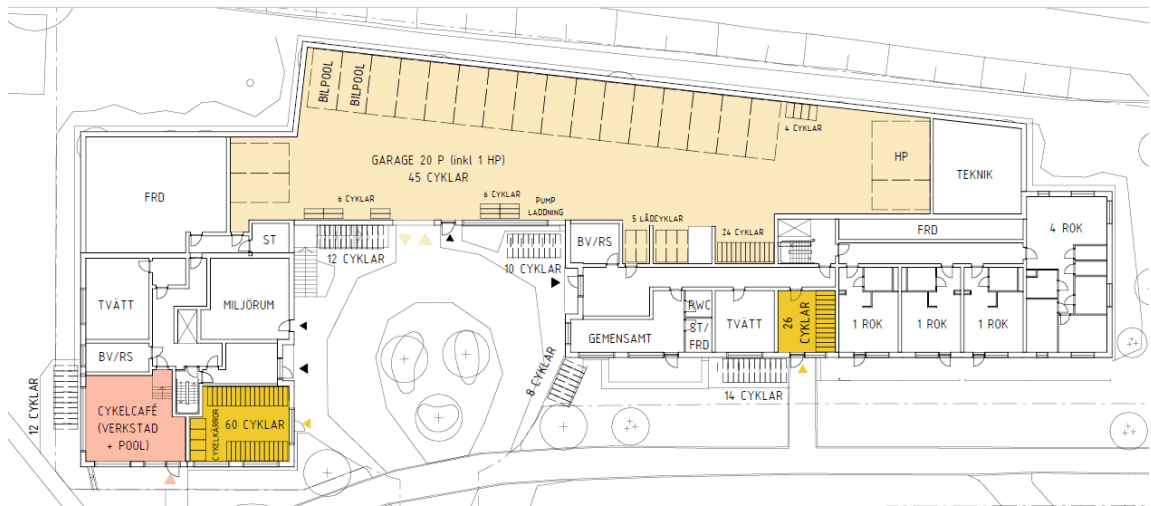 BILPOOL
BILPOOL
4 CYKLAR
GARAGE 20 P (inkl 1 HP)
45 CYKLAR
HP
TEKNIK
FRD
6 CYKLAR
6 CYKLAR
PUMP
LADDNING
5 LÅDCYKLAR
24 CYKLAR
FRD
4 ROK
ST
BV/RS
12 CYKLAR
10 CYKLAR
TVÄTT
MILJÖRUM
RWC
ST/
FRD
TVÄTT
26
CYKLAR
1 ROK
1 ROK
1 ROK
GEMENSAMT
BV/RS
8 CYKLAR
14 CYKLAR
12 CYKLAR
CYKELCAFÉ
(VERKSTAD
+ POOL)
CYKELKÄRROR
60 CYKLAR